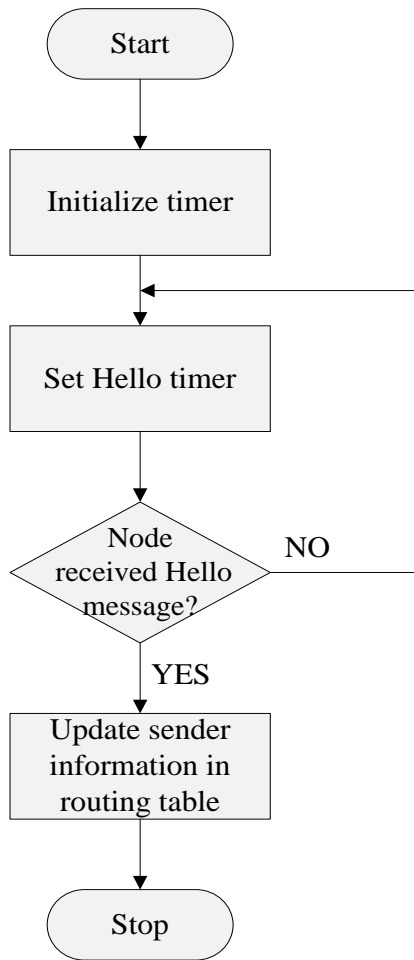 Start
Initialize timer
Set Hello timer
Node
received Hello
message?
NO
YES
Update sender
information in
routing table
Stop